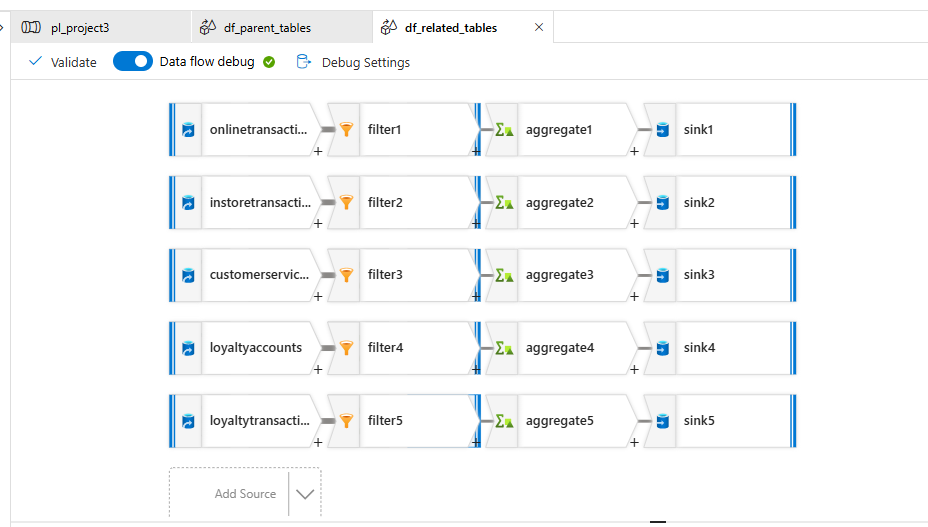 pl_project3 df_parent_tables df_related_tables
Validate Data flow debug Debug Settings
onlinetransacti... filter1 aggregate1 sink1
instoretransacti... filter2 aggregate2 sink2
customerservic... filter3 aggregate3 sink3
loyaltyaccounts filter4 aggregate4 sink4
loyaltytransacti... filter5 aggregate5 sink5
Add Source